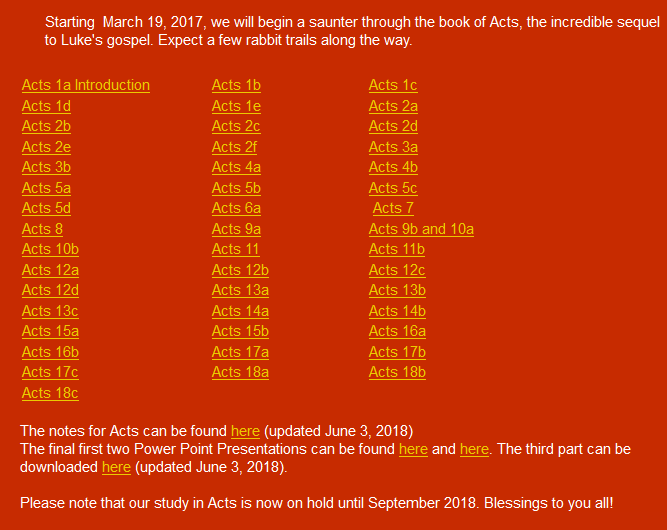 Starting  March 19, 2017, we will begin a saunter through the book of Acts, the incredible sequel
to Luke's gospel. Expect a few rabbit trails along the way.
Acts 1a Introduction Acts 1b Acts 1c
Acts 1d Acts 1e Acts 2a
Acts 2b Acts 2c Acts 2d
Acts 2e Acts 2f Acts 3a
Acts 3b Acts 4a Acts 4b
Acts 5a Acts 5b Acts 5c
Acts 5d Acts 6a Acts 7
Acts 8 Acts 9a Acts 9b and 10a
Acts 10b Acts 11 Acts 11b
Acts 12a Acts 12b Acts 12c
Acts 12d Acts 13a Acts 13b
Acts 13c Acts 14a Acts 14b
Acts 15a Acts 15b Acts 16a
Acts 16b Acts 17a Acts 17b
Acts 17c Acts 18a Acts 18b
Acts 18c
The notes for Acts can be found here (updated June 3, 2018)
The final first two Power Point Presentations can be found here and here. The third part can be
downloaded here (updated June 3, 2018).
Please note that our study in Acts is now on hold until September 2018. Blessings to you all!